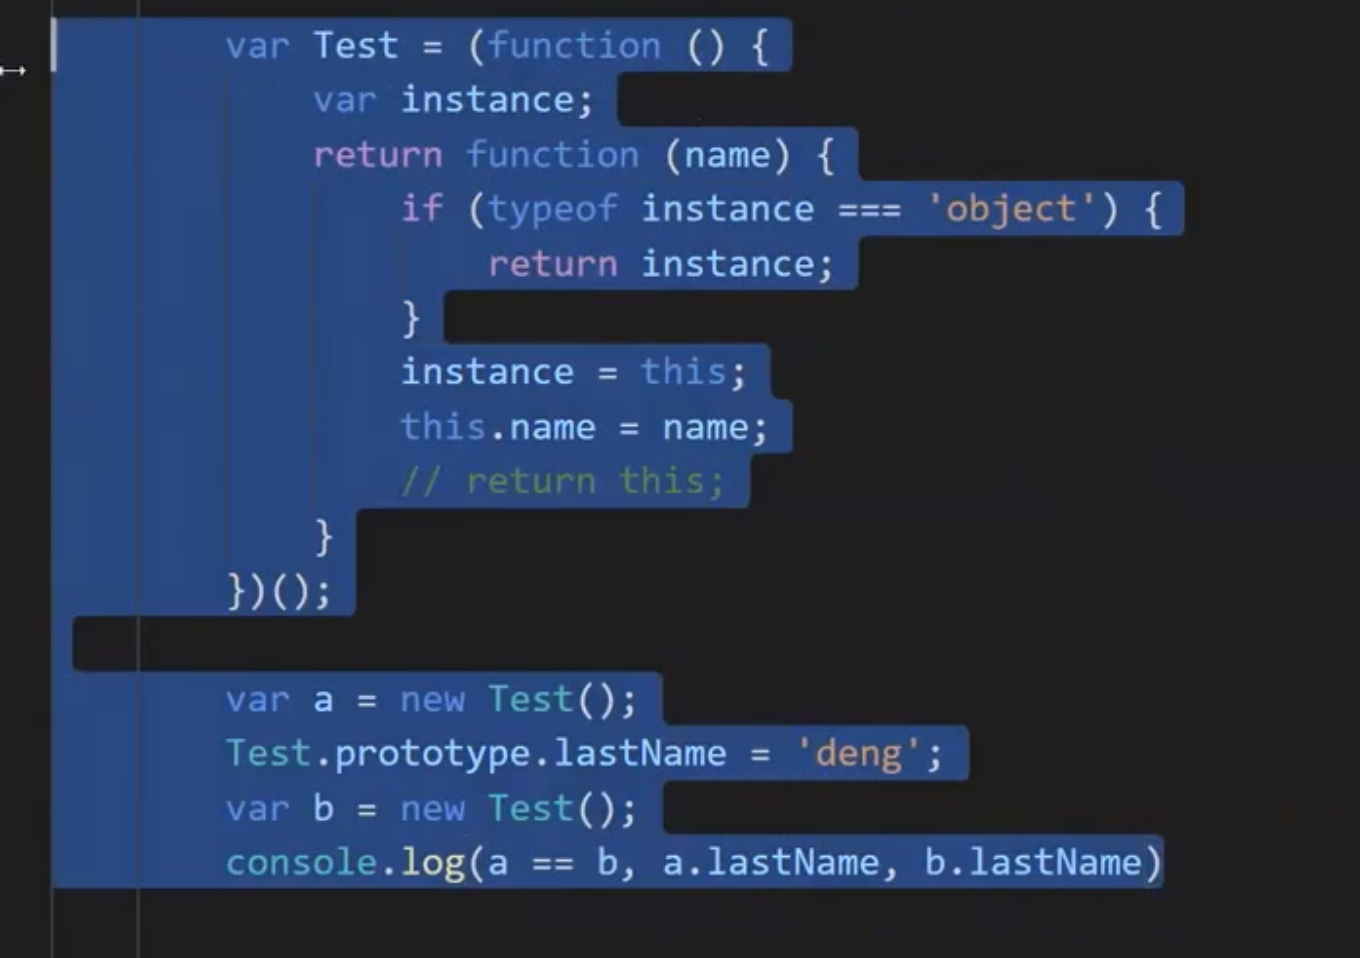 var Test = (function () {
var instance;
return function (name) {
if (typeof instance === 'object') {
return instance;
}
instance = this;
this.name = name;
// return this;
}
})();
var a = new Test();
Test.prototype.lastName = 'deng';
var b = new Test();
console.log(a == b, a.lastName, b.lastName)